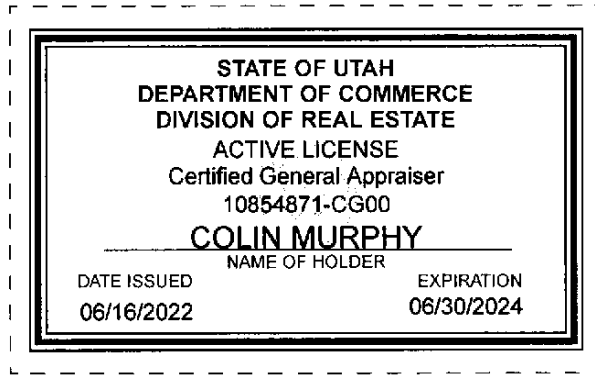 STATE OF UTAH
DEPARTMENT OF COMMERCE
DIVISION OF REAL ESTATE
ACTIVE LICENSE
Certified General Appraiser
10854871-CG00
COLIN MURPHY
NAME OF HOLDER
DATE ISSUED EXPIRATION
06/16/2022 06/30/2024